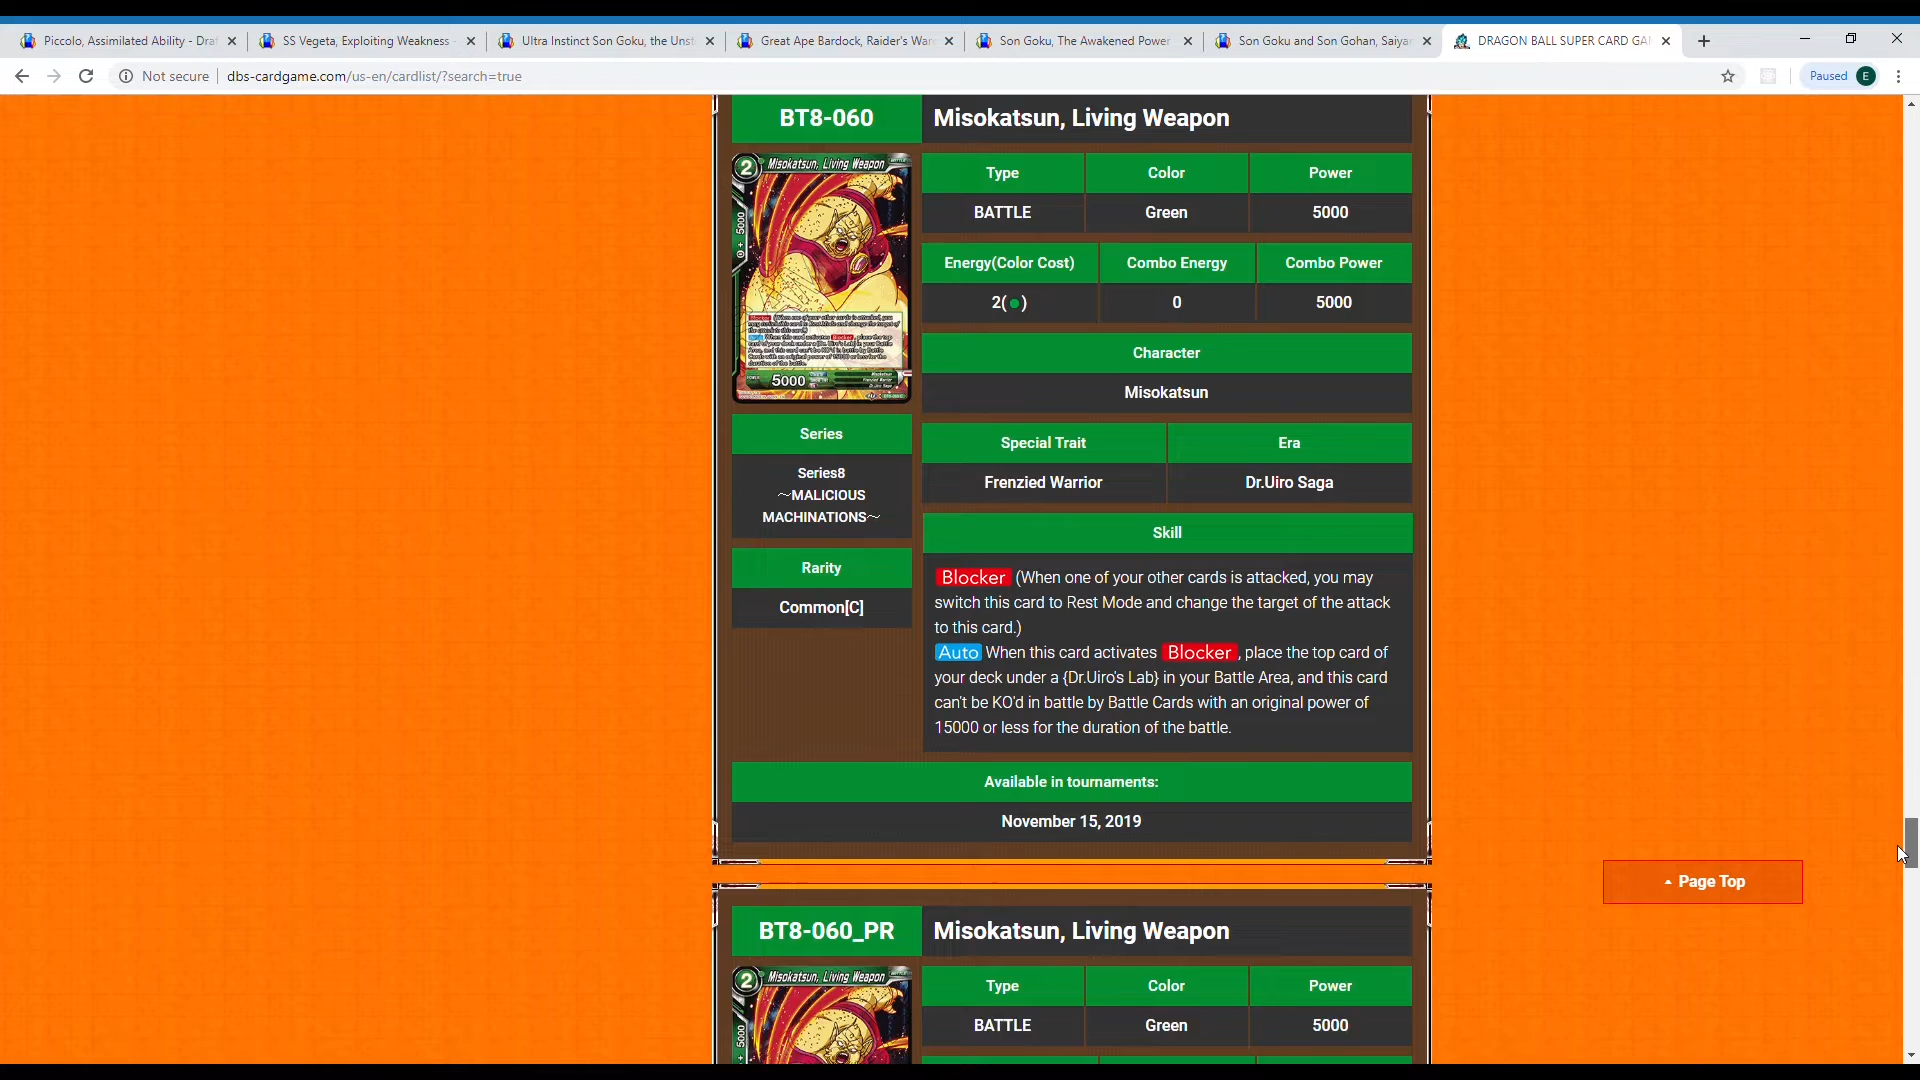 Piccolo, Assimilated Ability - Draf
SS Vegeta, Exploiting Weakness -
Ultra Instinct Son Goku, the Unst
Great Ape Bardock, Raider's War
Son Goku, The Awakened Power
Son Goku and Son Gohan, Saiya
DRAGON BALL SUPER CARD GA
Not secure
dbs-cardgame.com/us-en/cardlist/?search=true
Paused
E
BT8-060
Misokatsun, Living Weapon
2
Misokatsun, Living Weapon
5000
5000
Type
Color
Power
BATTLE
Green
5000
Energy(Color Cost)
Combo Energy
Combo Power
2(●)
0
5000
Character
Misokatsun
Special Trait
Era
Frenzied Warrior
Dr.Uiro Saga
Series
Series8
〜MALICIOUS
MACHINATIONS〜
Rarity
Common[C]
Skill
Blocker (When one of your other cards is attacked, you may
switch this card to Rest Mode and change the target of the attack
to this card.)
Auto When this card activates Blocker, place the top card of
your deck under a {Dr.Uiro's Lab} in your Battle Area, and this card
can't be KO'd in battle by Battle Cards with an original power of
15000 or less for the duration of the battle.
Available in tournaments:
November 15, 2019
Page Top
BT8-060_PR
Misokatsun, Living Weapon
2
Misokatsun, Living Weapon
5000
Type
Color
Power
BATTLE
Green
5000